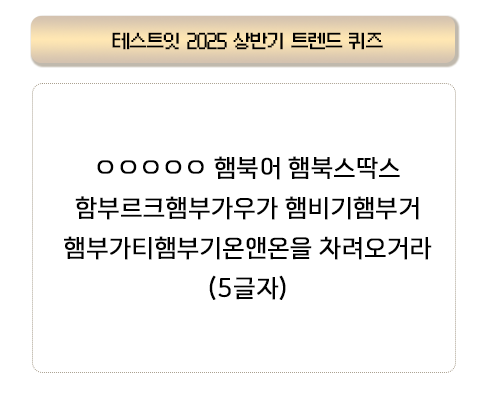 테스트잇 2025 상반기 트렌드 퀴즈
ㅇㅇㅇㅇㅇ 햄북어 햄북스딱스
함부르크햄부가우가 햄비기햄부거
햄부가티햄부기온앤온을 차려오거라
(5글자)